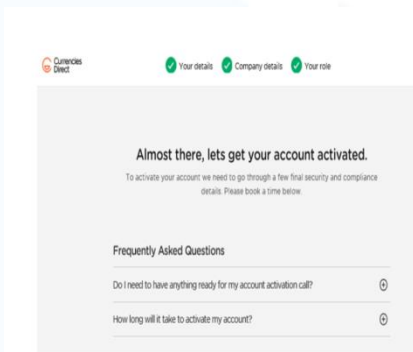 Currencies
Direct
Your details Company details Your role
Almost there, lets get your account activated.
To activate your account we need to go through a few final security and compliance
details. Please book a time below.
Frequently Asked Questions
Do I need to have anything ready for my account activation call?
How long will it take to activate my account?